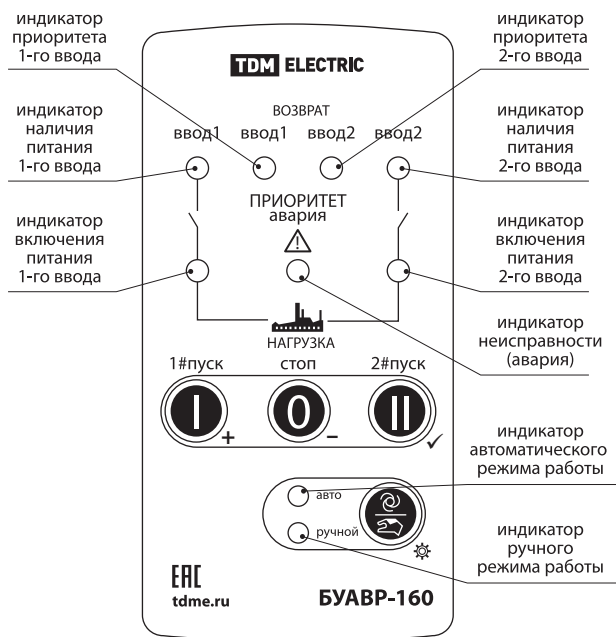 индикатор
приоритета
1-го ввода
индикатор
приоритета
2-го ввода
TDM ELECTRIC
индикатор
наличия
питания
1-го ввода
ВОЗВРАТ
ввод1 ввод1 ввод2 ввод2
индикатор
наличия
питания
2-го ввода
ПРИОРИТЕТ
авария
индикатор
включения
питания
1-го ввода
индикатор
включения
питания
2-го ввода
НАГРУЗКА
индикатор
неисправности
(авария)
1#пуск стоп 2#пуск
I O II
+ – ✓
индикатор
автоматического
режима работы
авто
ручной
индикатор
ручного
режима работы
EAC
tdme.ru
БУАВР-160